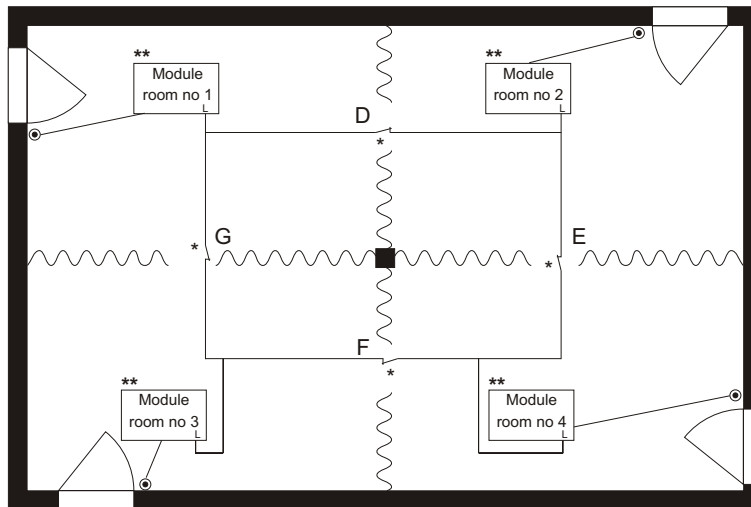 **
Module
room no 1
L
**
Module
room no 2
L
D
*
G
*
E
*
F
*
**
Module
room no 3
L
**
Module
room no 4
L